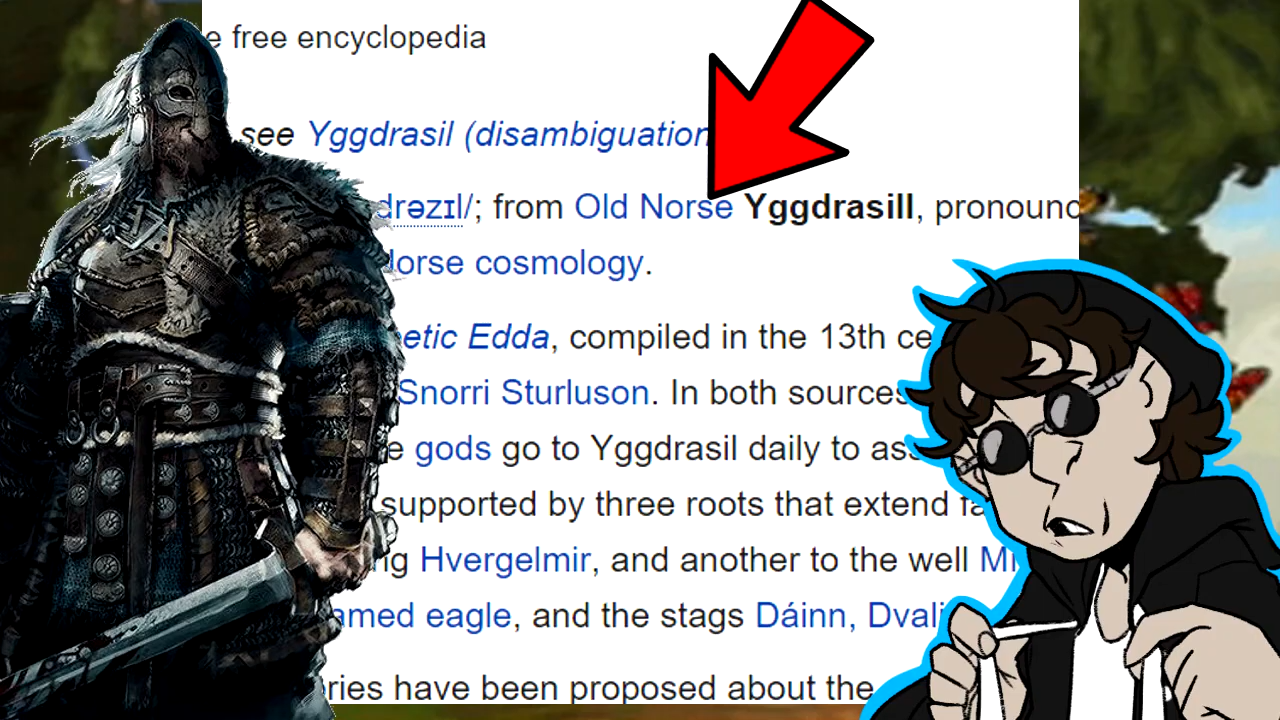 e free encyclopedia
see Yggdrasil (disambiguation
drəzɪl/; from Old Norse Yggdrasill, pronounc
Norse cosmology.
etic Edda, compiled in the 13th ce
Snorri Sturluson. In both sources
e gods go to Yggdrasil daily to ass
supported by three roots that extend fa
ng Hvergelmir, and another to the well Mí
amed eagle, and the stags Dáinn, Dvali
ries have been proposed about the